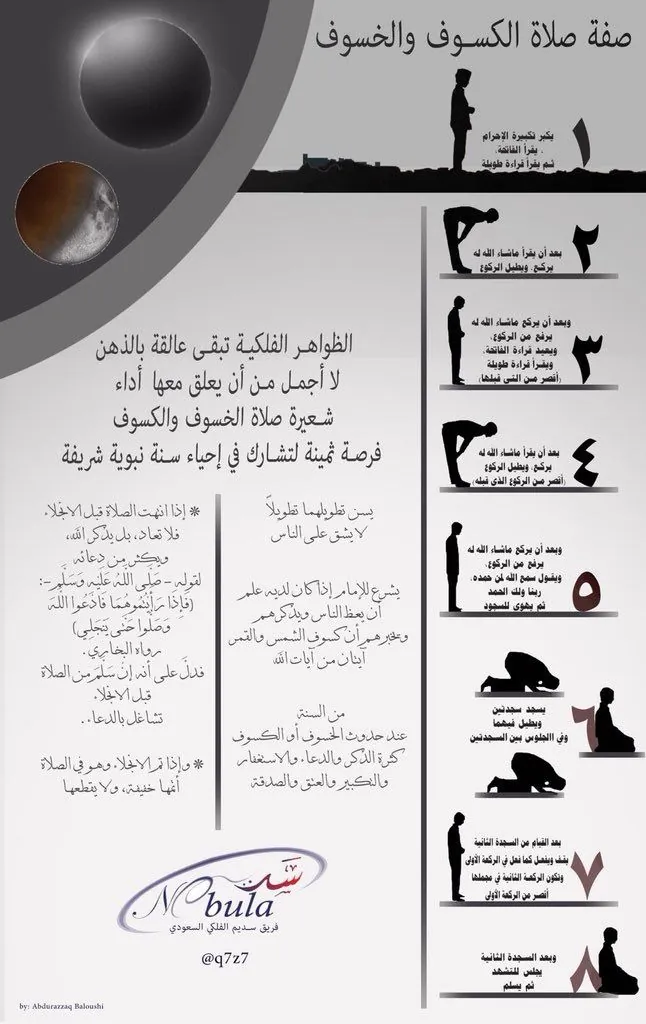 صفة صلاة الكسوف والخسوف
١
يكبر تكبيرة الإحرام
، يقرأ الفاتحة،
ثم يقرأ قراءة طويلة
٢
بعد أن يقرأ ماشاء الله له
يركع، ويطيل الركوع
٣
وبعد أن يركع ماشاء الله له
يرفع من الركوع،
ويعيد قراءة الفاتحة،
ويقرأ قراءة طويلة
(أقصر من التي قبلها)
٤
بعد أن يقرأ ماشاء الله له
يركع، ويطيل الركوع
(أقصر من الركوع الذي قبله)
٥
وبعد أن يركع ماشاء الله له
يرفع من الركوع،
ويقول سمع الله لمن حمده،
ربنا ولك الحمد
ثم يهوي للسجود
٦
يسجد سجدتين
ويطيل فيهما
وفي االجلوس بين السجدتين
٧
بعد القيام من السجدة الثانية
يقف ويفعل كما فعل في الركعة الأولى
وتكون الركعة الثانية في مجملها
أقصر من الركعة الأولى
٨
وبعد السجدة الثانية
يجلس للتشهد
ثم يسلم
الظواهر الفلكية تبقى عالقة بالذهن
لا أجمل من أن يعلق معها أداء
شعيرة صلاة الخسوف والكسوف
فرصة ثمينة لتشارك في إحياء سنة نبوية شريفة
يسن تطويلهما تطويلاً
لا يشق على الناس
يشرع للإمام إذا كان لديه علم
أن يعظ الناس ويذكرهم
ويخبرهم أن كسوف الشمس والقمر
آيتان من آيات الله
من السنة
عند حدوث الخسوف أو الكسوف
كثرة الذكر والدعاء والاستغفار
والتكبير والعتق والصدقة
* إذا انتهت الصلاة قبل الانجلاء
فلا تعاد، بل يذكر الله،
ويكثر من دعائه
لقوله - صَلَّى اللهُ عَلَيْهِ وَسَلَّمَ -:
(فَإِذَا رَأَيْتُمُوهُمَا فَادْعُوا اللهَ
وَصَلُّوا حَتَّى يَنْجَلِيَ)
رواه البخاري.
فدل على أنه إن سَلَّمَ من الصلاة
قبل الانجلاء
تشاغل بالدعاء..
* وإذا تم الانجلاء وهو في الصلاة
أتمها خفيفة، ولا يقطعها
Nebula
فريق سديم الفلكي السعودي
@q7z7
by: Abdurazzaq Baloushi